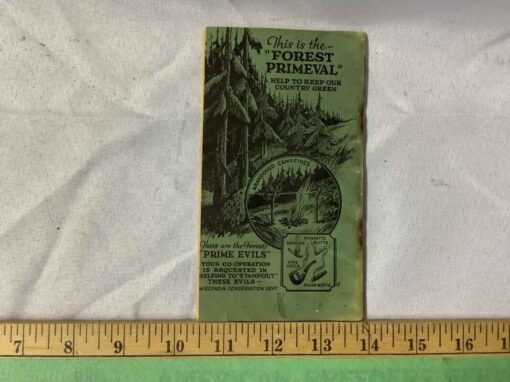 This is the-
"FOREST
PRIMEVAL"
HELP TO KEEP OUR
COUNTRY GREEN
ABANDONED CAMPFIRES
These are the Forest's
"PRIME EVILS"
YOUR CO-OPERATION
IS REQUESTED IN
HELPING TO "STAMPOUT"
THESE EVILS-
WISCONSIN CONSERVATION DEPT.
CIGARETTE
BUTTS
MATCHES
PIPE
HEELS
CIGAR BUTTS
7 8 9 10 11 12 13 14 15 16